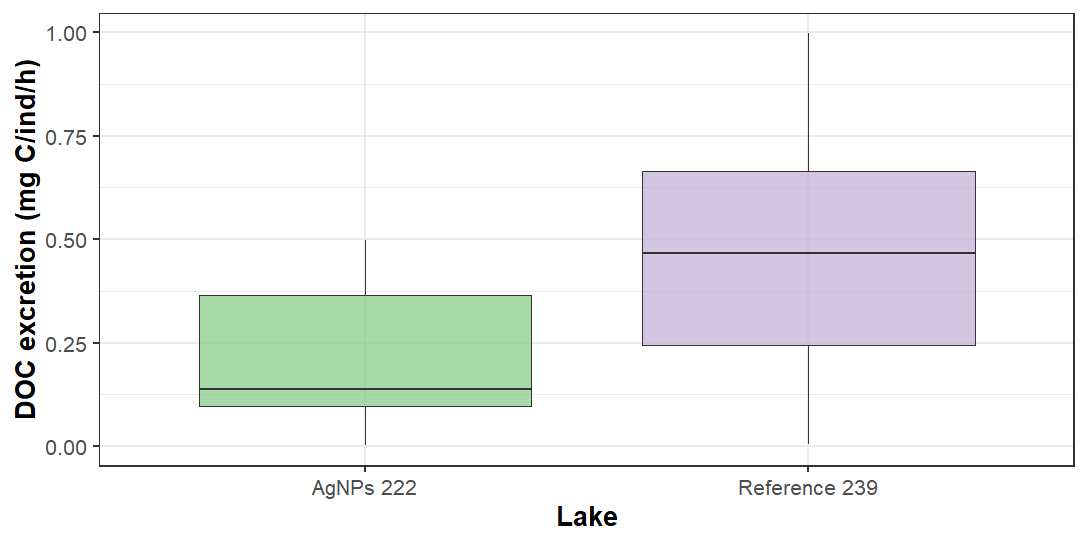 DOC excretion (mg C/ind/h)
1.00
0.75
0.50
0.25
0.00
AgNPs 222
Reference 239
Lake